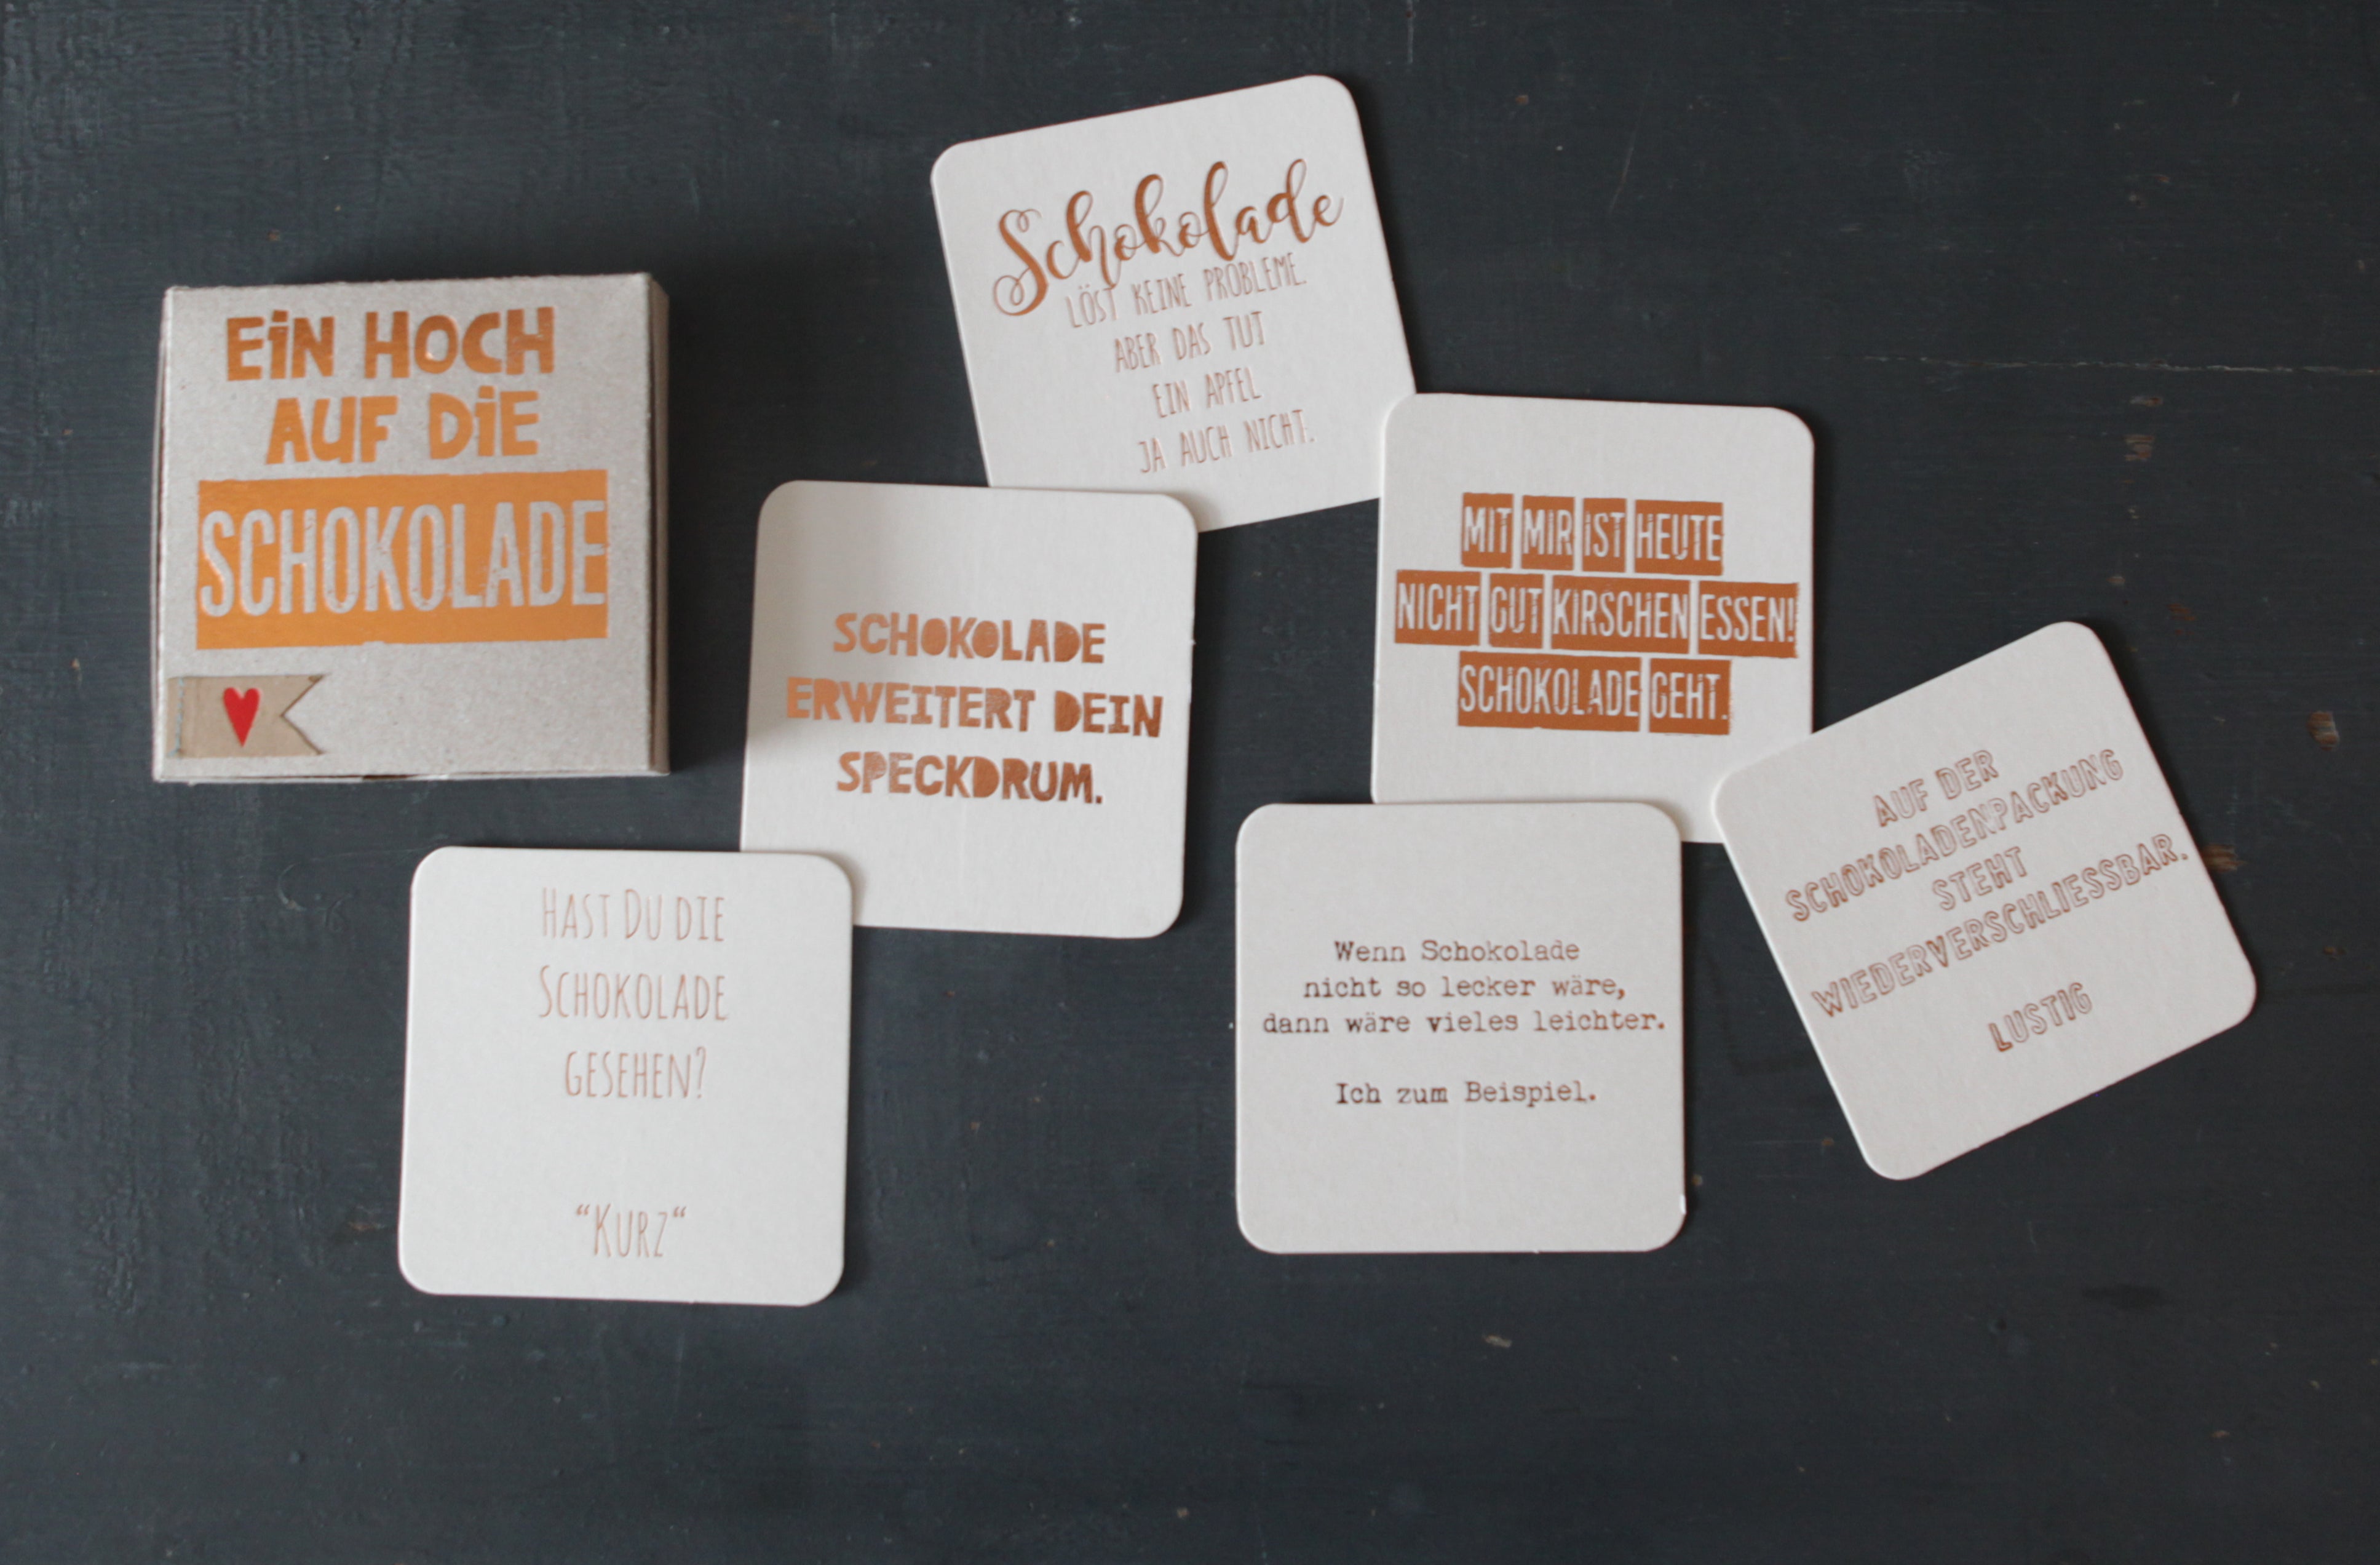 EIN HOCH
AUF DIE
SCHOKOLADE
Schokolade
LÖST KEINE PROBLEME.
ABER DAS TUT
EIN APFEL
JA AUCH NICHT.
SCHOKOLADE
ERWEITERT DEIN
SPECKDRUM.
MIT MIR IST HEUTE
NICHT GUT KIRSCHEN ESSEN!
SCHOKOLADE GEHT.
AUF DER
SCHOKOLADENPACKUNG
STEHT
WIEDERVERSCHLIESSBAR.
LUSTIG
HAST DU DIE
SCHOKOLADE
GESEHEN?
“KURZ“
Wenn Schokolade
nicht so lecker wäre,
dann wäre vieles leichter.
Ich zum Beispiel.